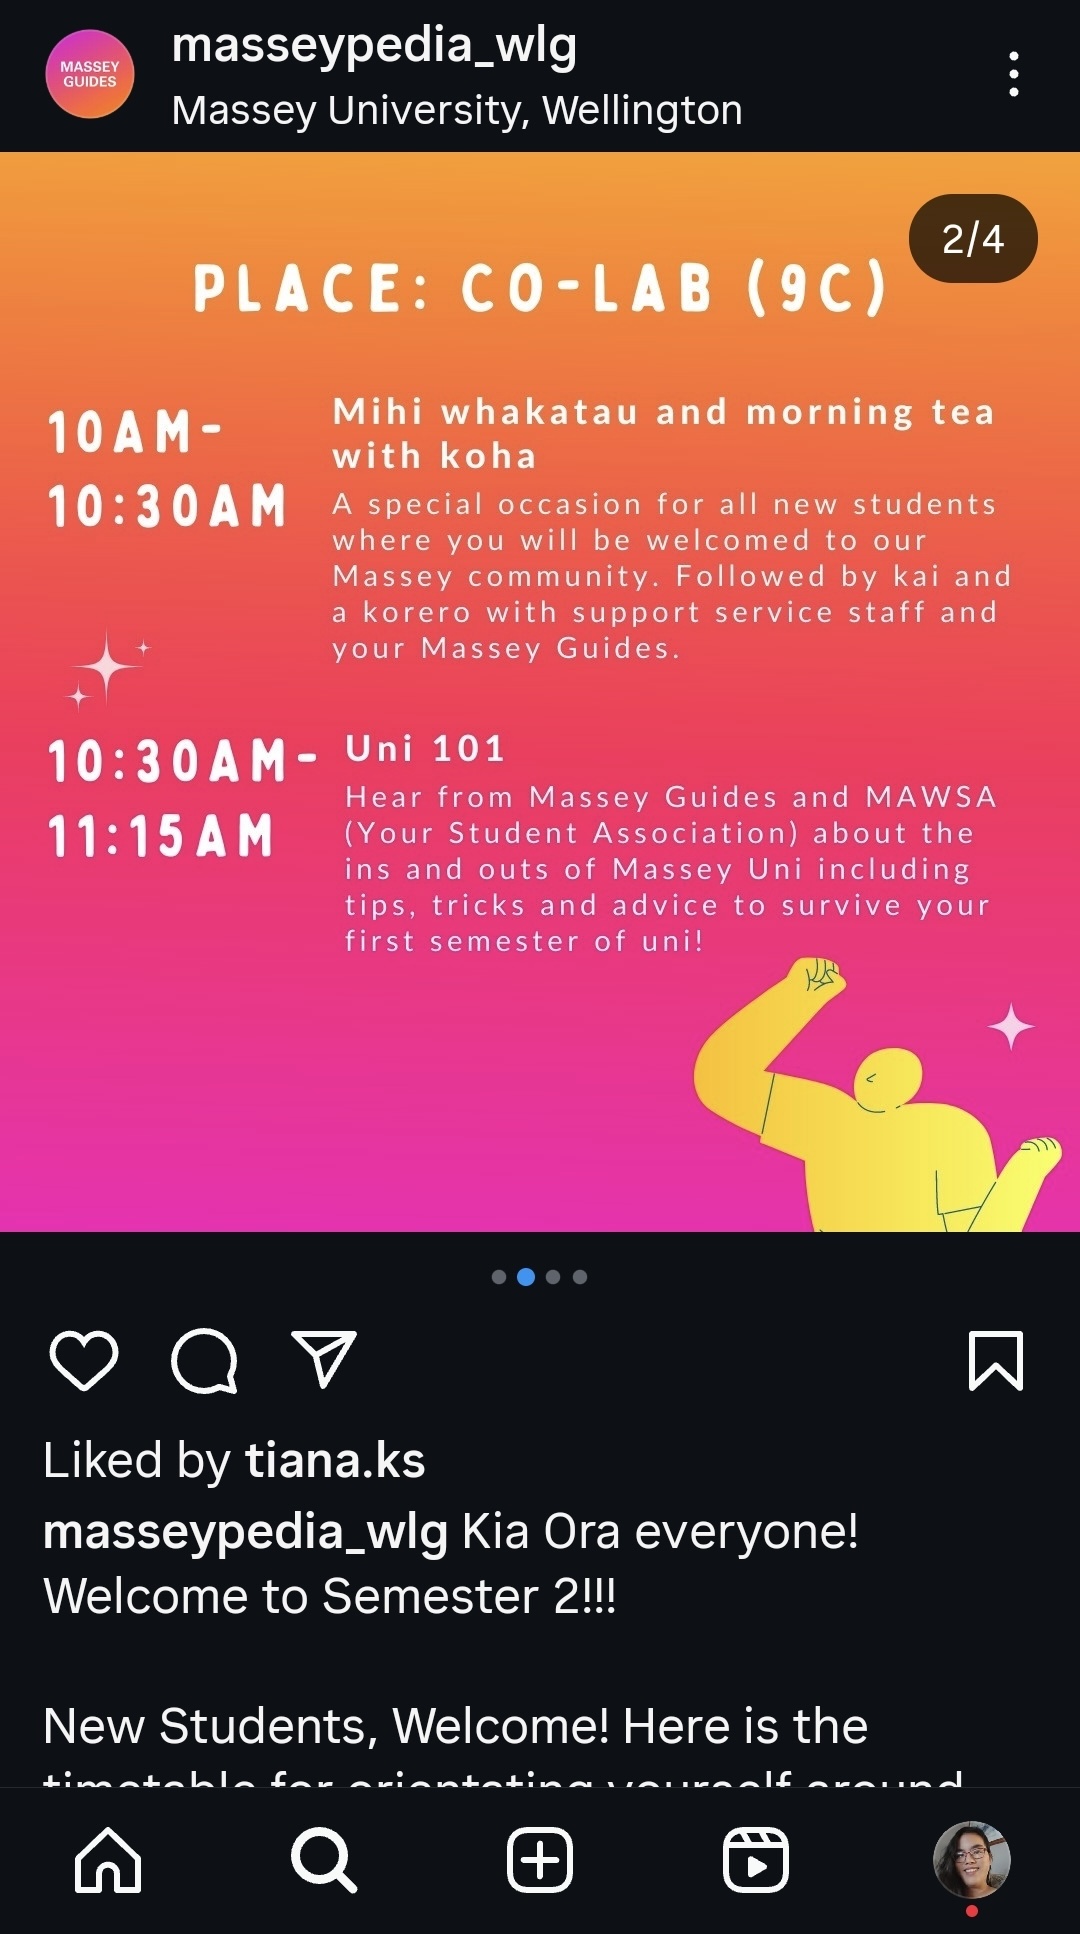 MASSEY
GUIDES
masseypedia_wlg
Massey University, Wellington
2/4
PLACE: CO-LAB (9C)
10AM-
10:30AM
Mihi whakatau and morning tea
with koha
A special occasion for all new students
where you will be welcomed to our
Massey community. Followed by kai and
a korero with support service staff and
your Massey Guides.
10:30AM-
11:15AM
Uni 101
Hear from Massey Guides and MAWSA
(Your Student Association) about the
ins and outs of Massey Uni including
tips, tricks and advice to survive your
first semester of uni!
Liked by tiana.ks
masseypedia_wlg Kia Ora everyone!
Welcome to Semester 2!!!
New Students, Welcome! Here is the
timetable for orientating yourself around